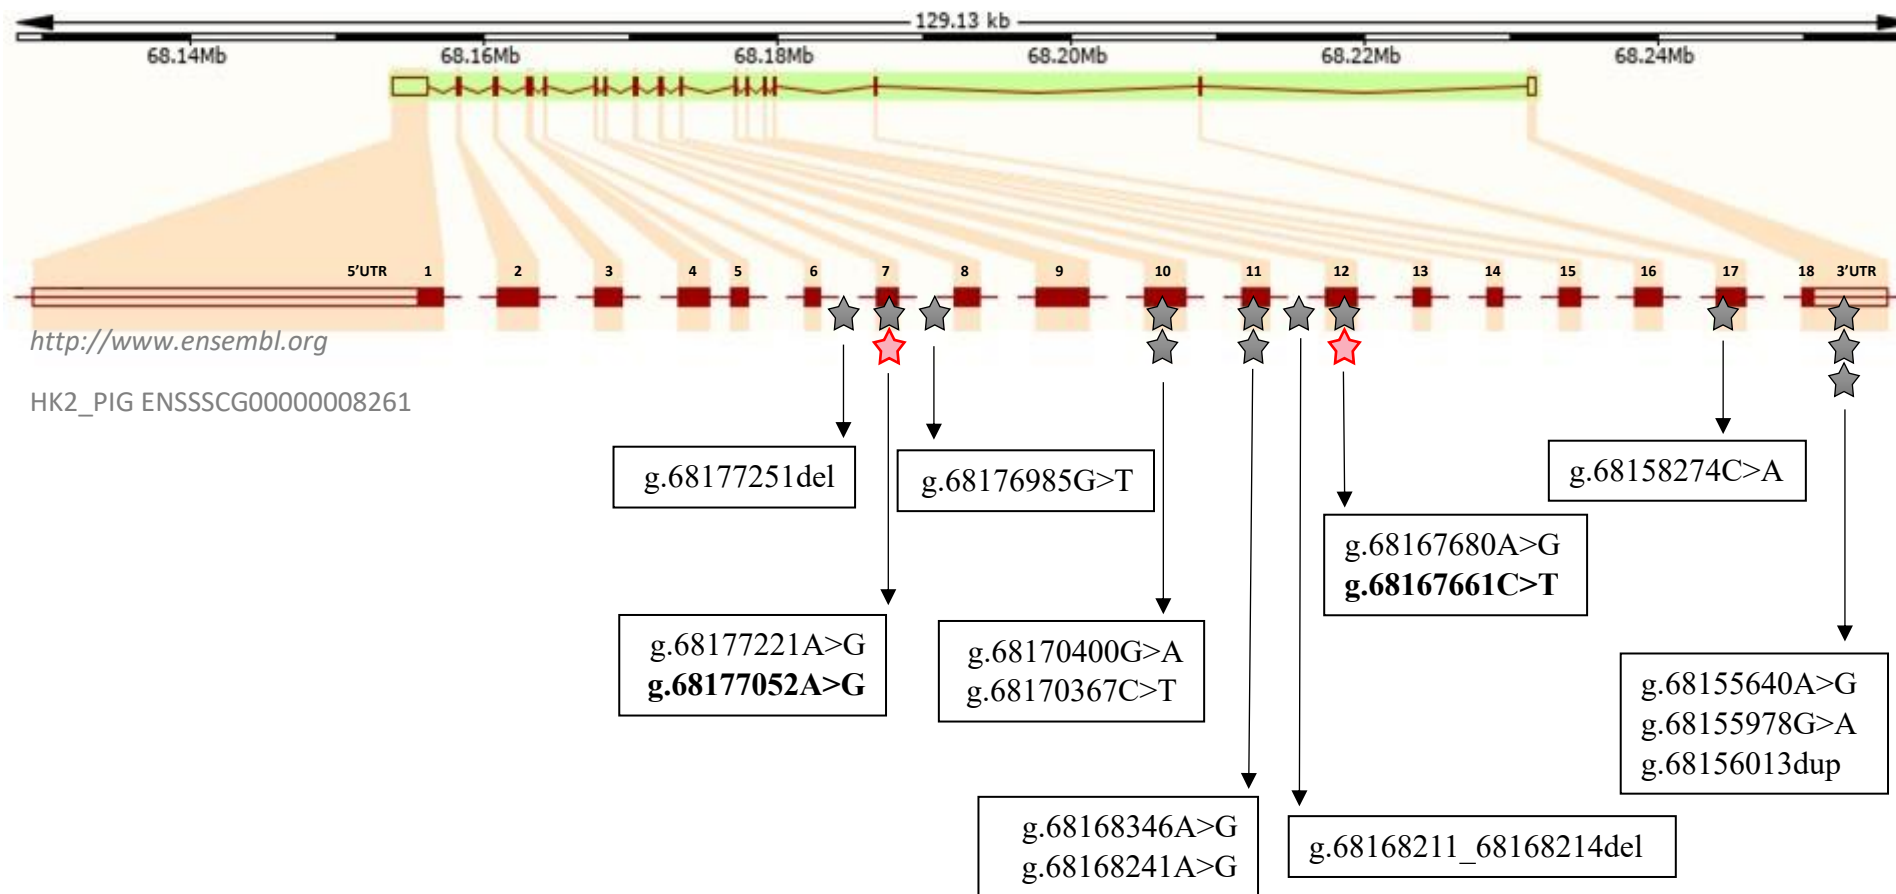 129.13 kb
68.14Mb 68.16Mb 68.18Mb 68.20Mb 68.22Mb 68.24Mb
5'UTR 1 2 3 4 5 6 7 8 9 10 11 12 13 14 15 16 17 18 3'UTR
http://www.ensembl.org
HK2_PIG ENSSSCG00000008261
g.68177251del
g.68176985G>T
g.68158274C>A
g.68167680A>G
g.68167661C>T
g.68177221A>G
g.68177052A>G
g.68170400G>A
g.68170367C>T
g.68155640A>G
g.68155978G>A
g.68156013dup
g.68168346A>G
g.68168241A>G
g.68168211_68168214del